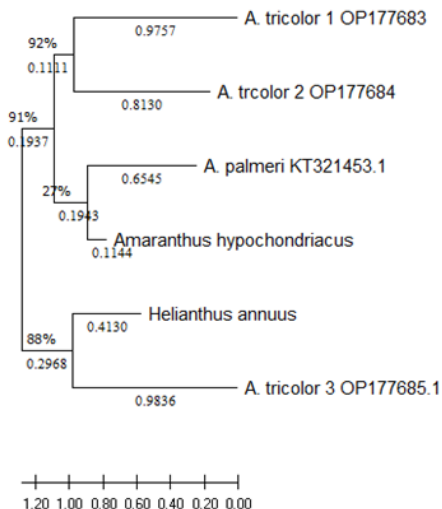 A. tricolor 1 OP177683
0.9757
92%
0.1111
A. trcolor 2 OP177684
0.8130
91%
0.1937
A. palmeri KT321453.1
0.6545
27%
0.1943
Amaranthus hypochondriacus
0.1144
Helianthus annuus
0.4130
88%
0.2968
A. tricolor 3 OP177685.1
0.9836
1.20 1.00 0.80 0.60 0.40 0.20 0.00